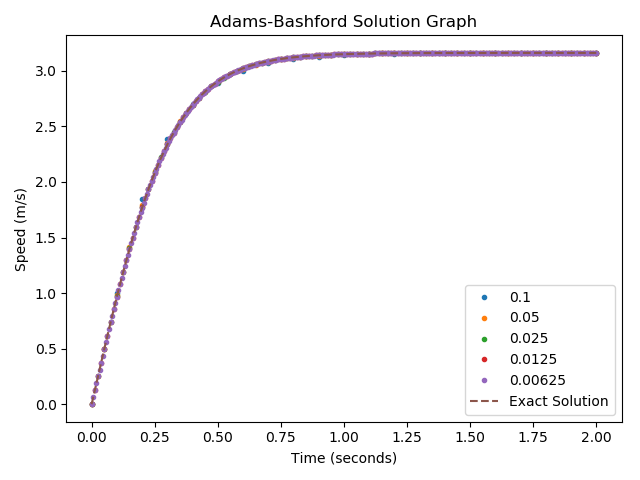 Adams-Bashford Solution Graph
Speed (m/s)
3.0
2.5
2.0
1.5
1.0
0.5
0.0
0.1
0.05
0.025
0.0125
0.00625
Exact Solution
0.00 0.25 0.50 0.75 1.00 1.25 1.50 1.75 2.00
Time (seconds)